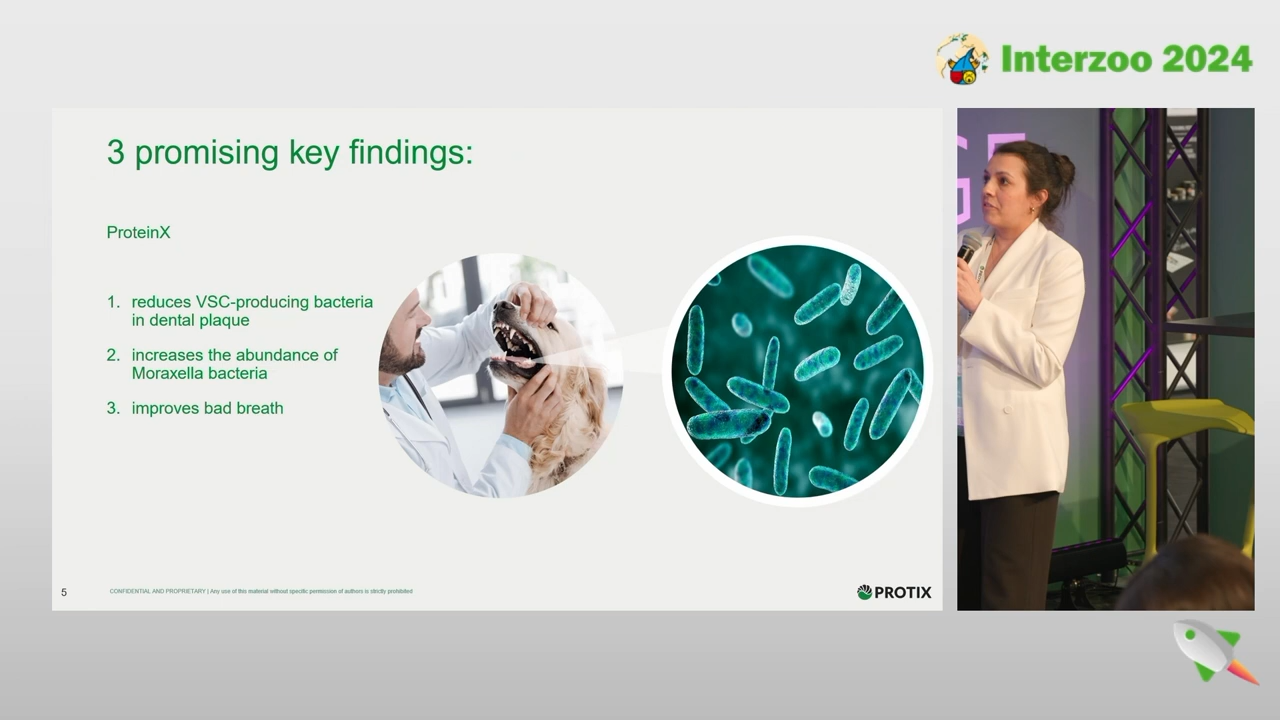 Interzoo 2024
3 promising key findings:
ProteinX
1. reduces VSC-producing bacteria
in dental plaque
2. increases the abundance of
Moraxella bacteria
3. improves bad breath
5
CONFIDENTIAL AND PROPRIETARY | Any use of this material without specific permission of authors is strictly prohibited
PROTIX